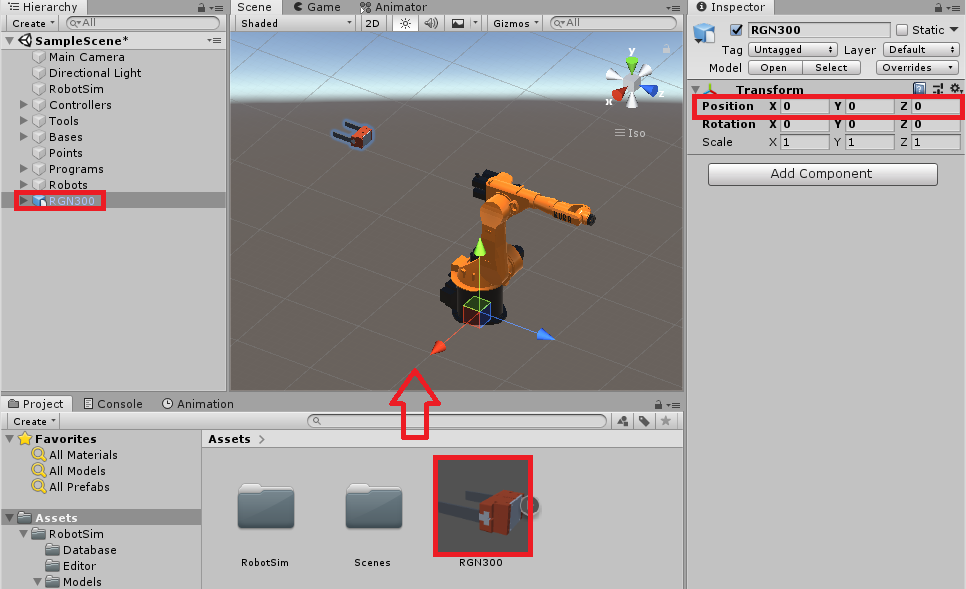 Hierarchy
Create
All
SampleScene*
Main Camera
Directional Light
RobotSim
Controllers
Tools
Bases
Points
Programs
Robots
RGN300
Scene
Game
Animator
Shaded
2D
Gizmos
All
y
x
z
Iso
KUKA
Inspector
RGN300
Static
Tag Untagged Layer Default
Model Open Select Overrides
Transform
Position X 0 Y 0 Z 0
Rotation X 0 Y 0 Z 0
Scale X 1 Y 1 Z 1
Add Component
Project
Console
Animation
Create
Favorites
All Materials
All Models
All Prefabs
Assets
RobotSim
Database
Editor
Models
Assets
RobotSim
Scenes
RGN300